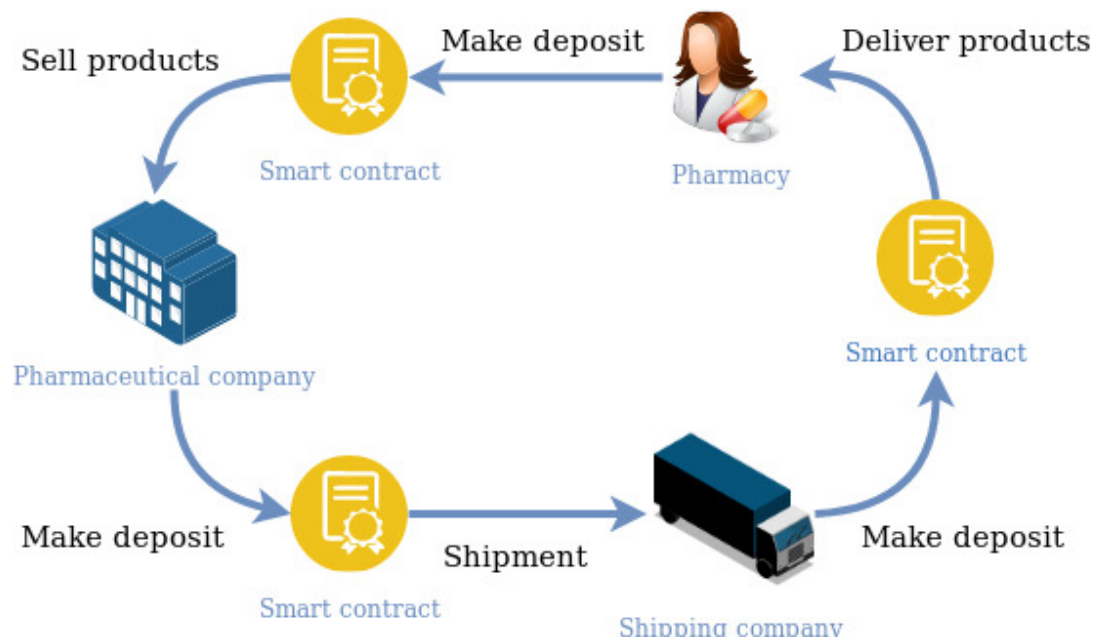 Make deposit
Deliver products
Sell products
Smart contract
Pharmacy
Smart contract
Pharmaceutical company
Make deposit
Shipment
Make deposit
Smart contract
Shipping company